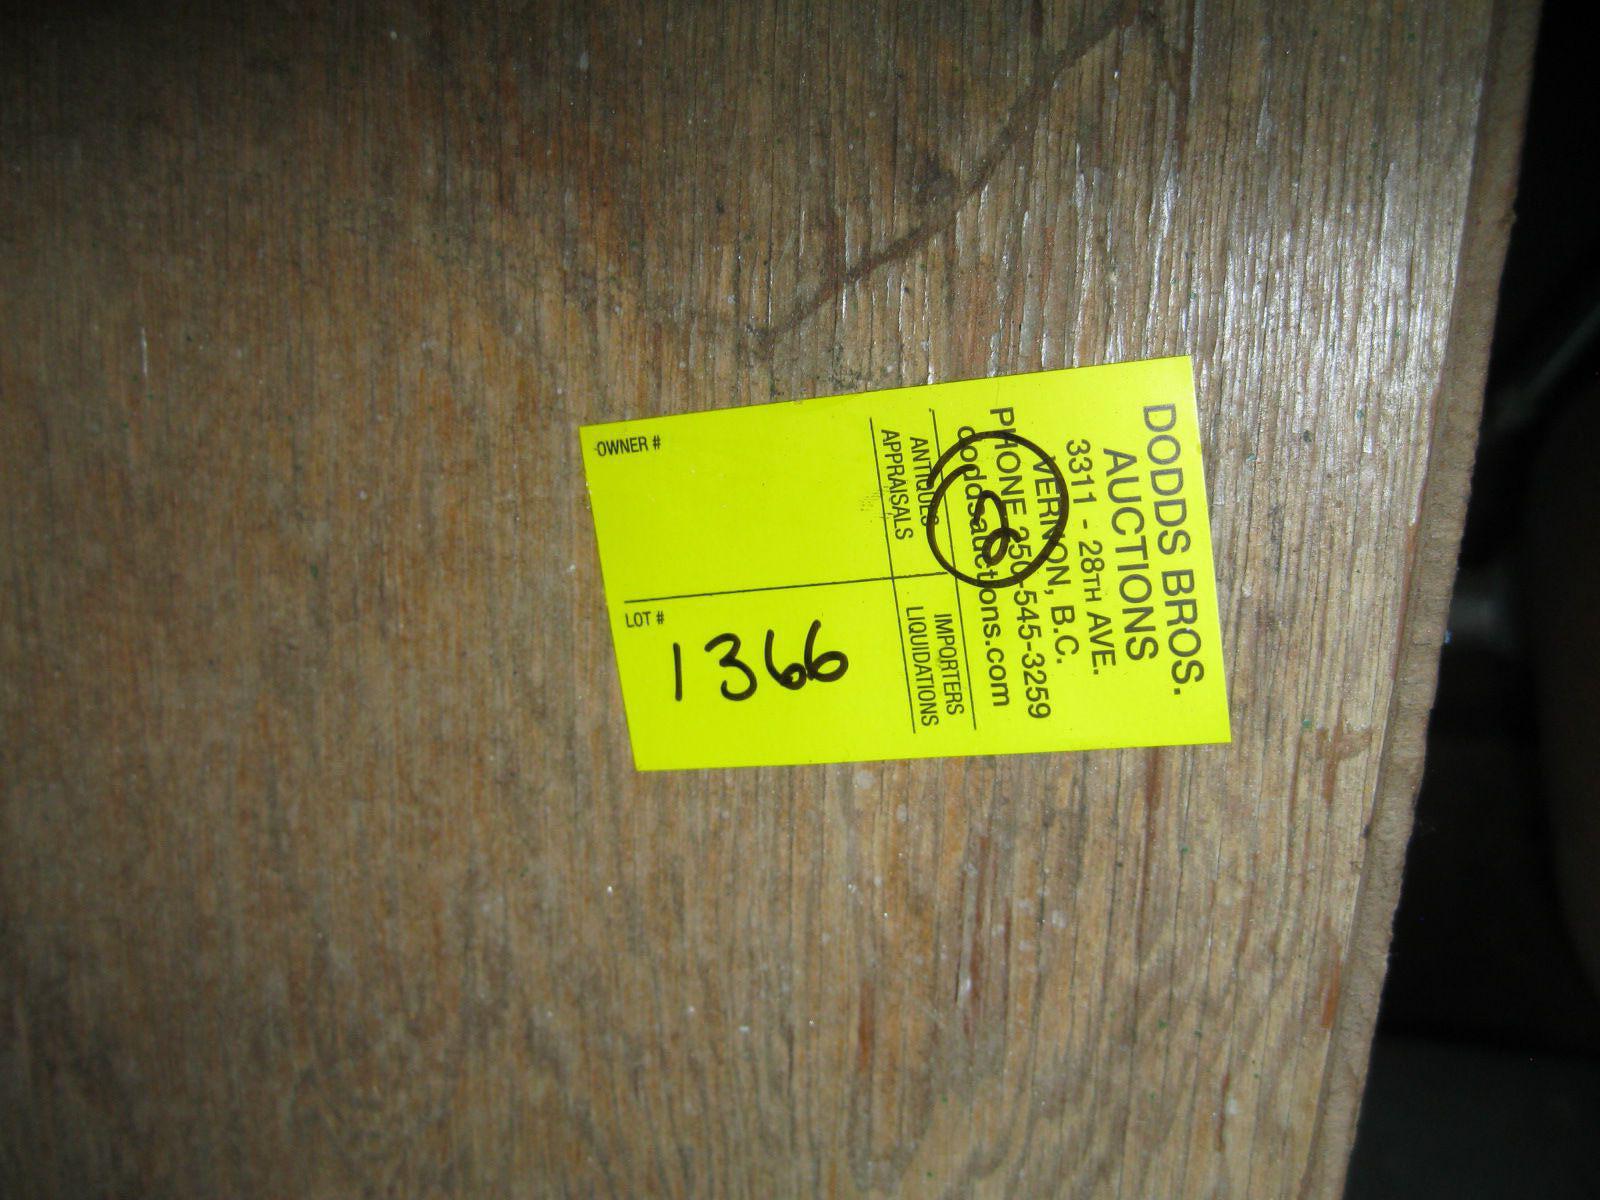 DODDS BROS.
AUCTIONS
3311 - 28TH AVE.
VERNON, B.C.
PHONE 250-545-3259
doddsauctions.com
ANTIQUES IMPORTERS
APPRAISALS LIQUIDATIONS
OWNER #
LOT #
1366